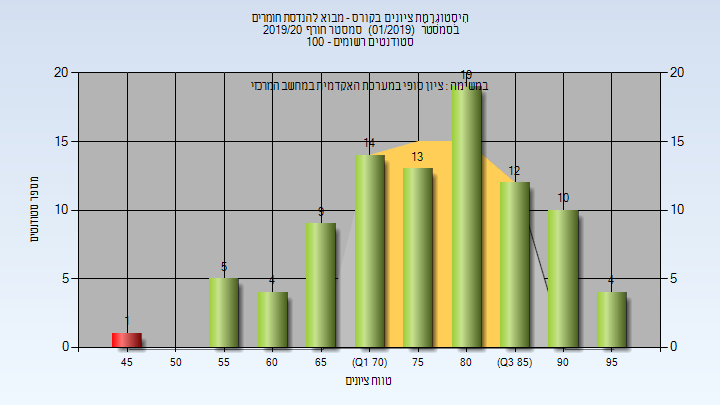 הִיסְטוֹגְרָמַת ציונים בקורס - מבוא להנדסת חומרים
בסמסטר (01/2019) סמסטר חורף 2019/20
סטודנטים רשומים - 100
במשימה : ציון סופי במערכת האקדמית במחשב המרכזי
מספר סטודנטים
20 15 10 5 0
20 15 10 5 0
1 5 4 9 14 13 19 12 10 4
45 50 55 60 65 (Q1 70) 75 80 (Q3 85) 90 95
טווח ציונים